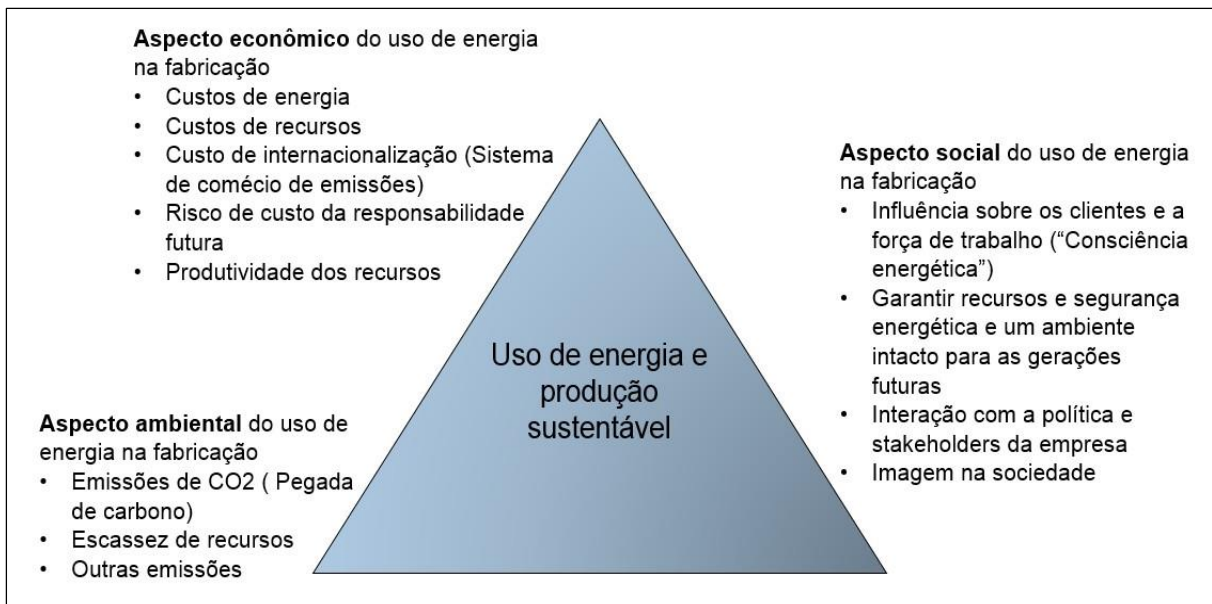 Aspecto econômico do uso de energia
na fabricação
• Custos de energia
• Custos de recursos
• Custo de internacionalização (Sistema
de comécio de emissões)
• Risco de custo da responsabilidade
futura
• Produtividade dos recursos
Aspecto social do uso de energia
na fabricação
• Influência sobre os clientes e a
força de trabalho (“Consciência
energética”)
• Garantir recursos e segurança
energética e um ambiente
intacto para as gerações
futuras
• Interação com a política e
stakeholders da empresa
• Imagem na sociedade
Uso de energia e
produção
sustentável
Aspecto ambiental do uso de
energia na fabricação
• Emissões de CO2 ( Pegada
de carbono)
• Escassez de recursos
• Outras emissões